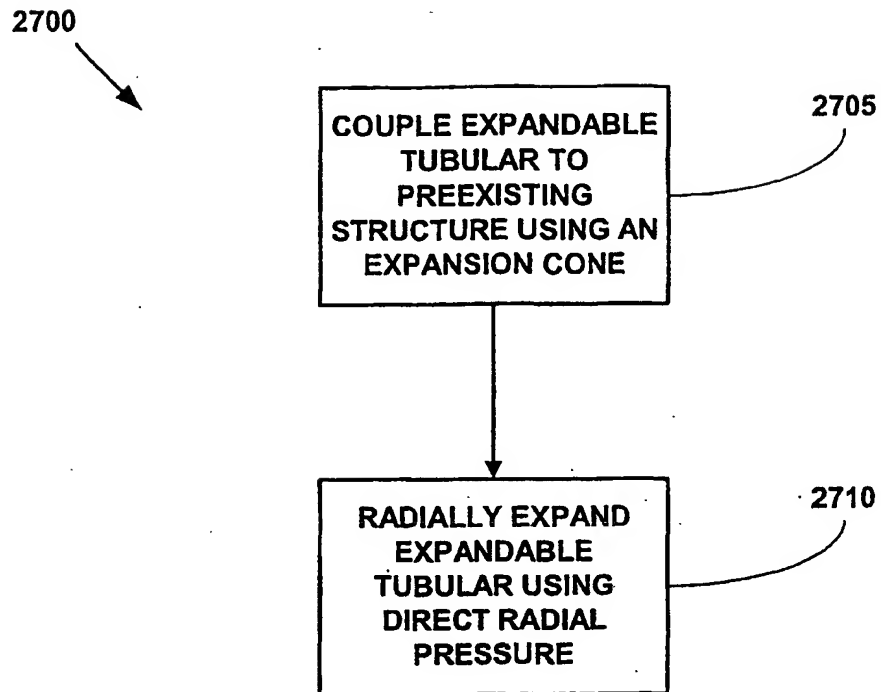 2700
COUPLE EXPANDABLE
TUBULAR TO
PREEXISTING
STRUCTURE USING AN
EXPANSION CONE
2705
RADIALLY EXPAND
EXPANDABLE
TUBULAR USING
DIRECT RADIAL
PRESSURE
2710